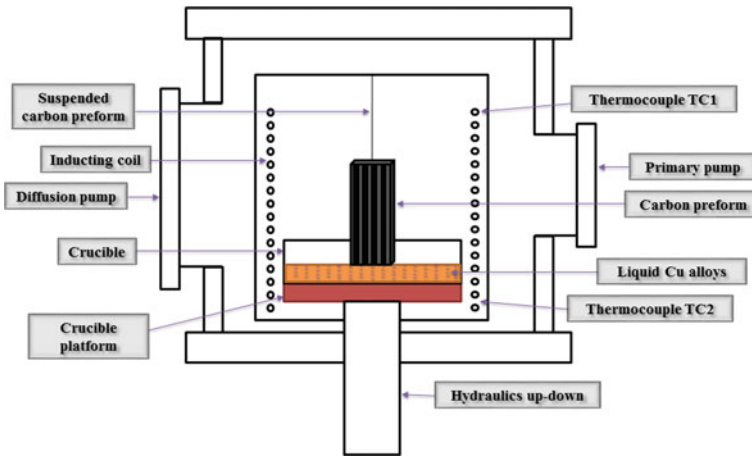 Suspended
carbon preform
Inducting coil
Diffusion pump
Crucible
Crucible
platform
Thermocouple TC1
Primary pump
Carbon preform
Liquid Cu alloys
Thermocouple TC2
Hydraulics up-down